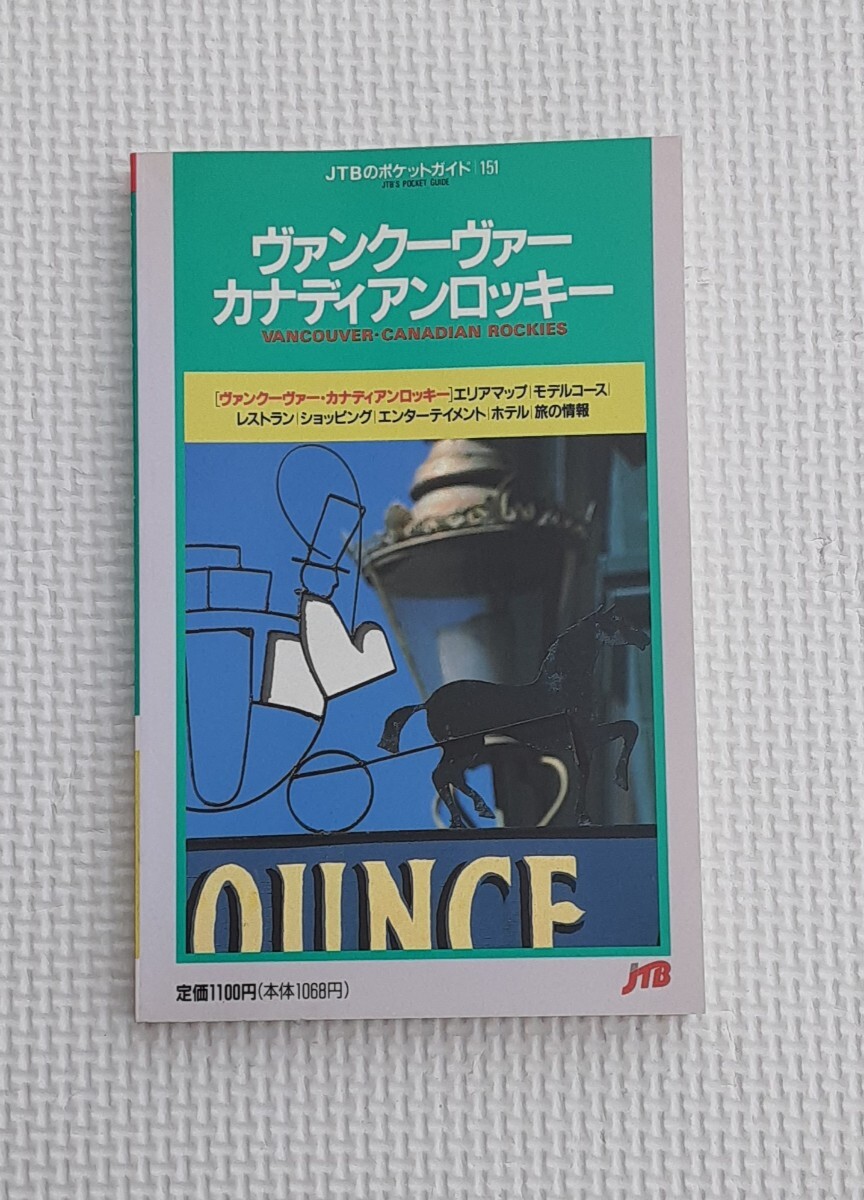 JTBのポケットガイド|151
JTB'S POCKET GUIDE
ヴァンクーヴァー
カナディアンロッキー
VANCOUVER・CANADIAN ROCKIES
[ヴァンクーヴァー・カナディアンロッキー]エリアマップ|モデルコース|
レストラン|ショッピング|エンターテイメント|ホテル|旅の情報
OUNCE
JTB
定価1100円(本体1068円)